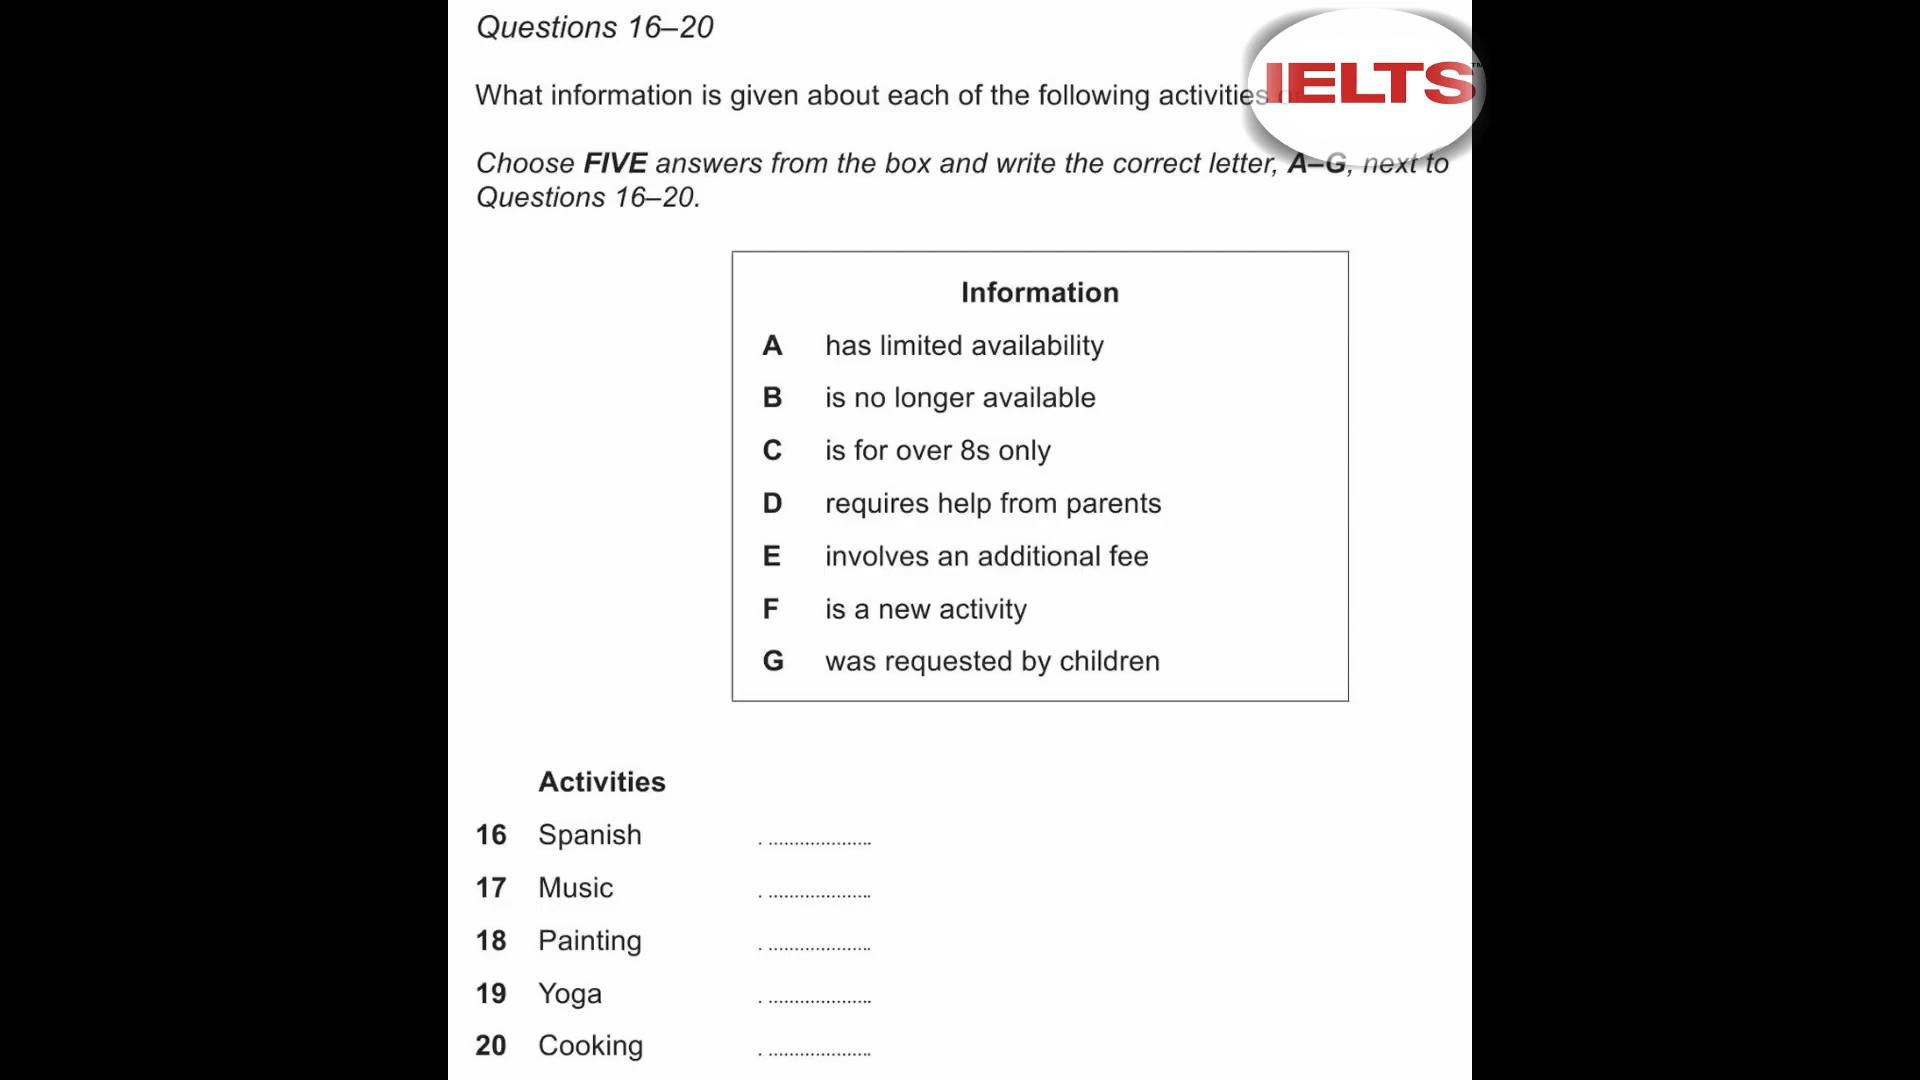 Questions 16–20
IELTS™
What information is given about each of the following activities
Choose FIVE answers from the box and write the correct letter, A–G, next to
Questions 16–20.
Information
A has limited availability
B is no longer available
C is for over 8s only
D requires help from parents
E involves an additional fee
F is a new activity
G was requested by children
Activities
16 Spanish . ....................
17 Music . ....................
18 Painting . ....................
19 Yoga . ....................
20 Cooking . ....................